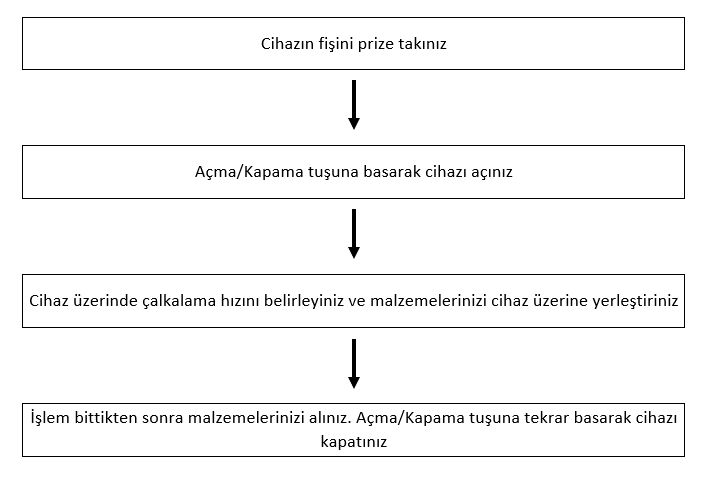 Cihazın fişini prize takınız
Açma/Kapama tuşuna basarak cihazı açınız
Cihaz üzerinde çalkalama hızını belirleyiniz ve malzemelerinizi cihaz üzerine yerleştiriniz
İşlem bittikten sonra malzemelerinizi alınız. Açma/Kapama tuşuna tekrar basarak cihazı
kapatınız